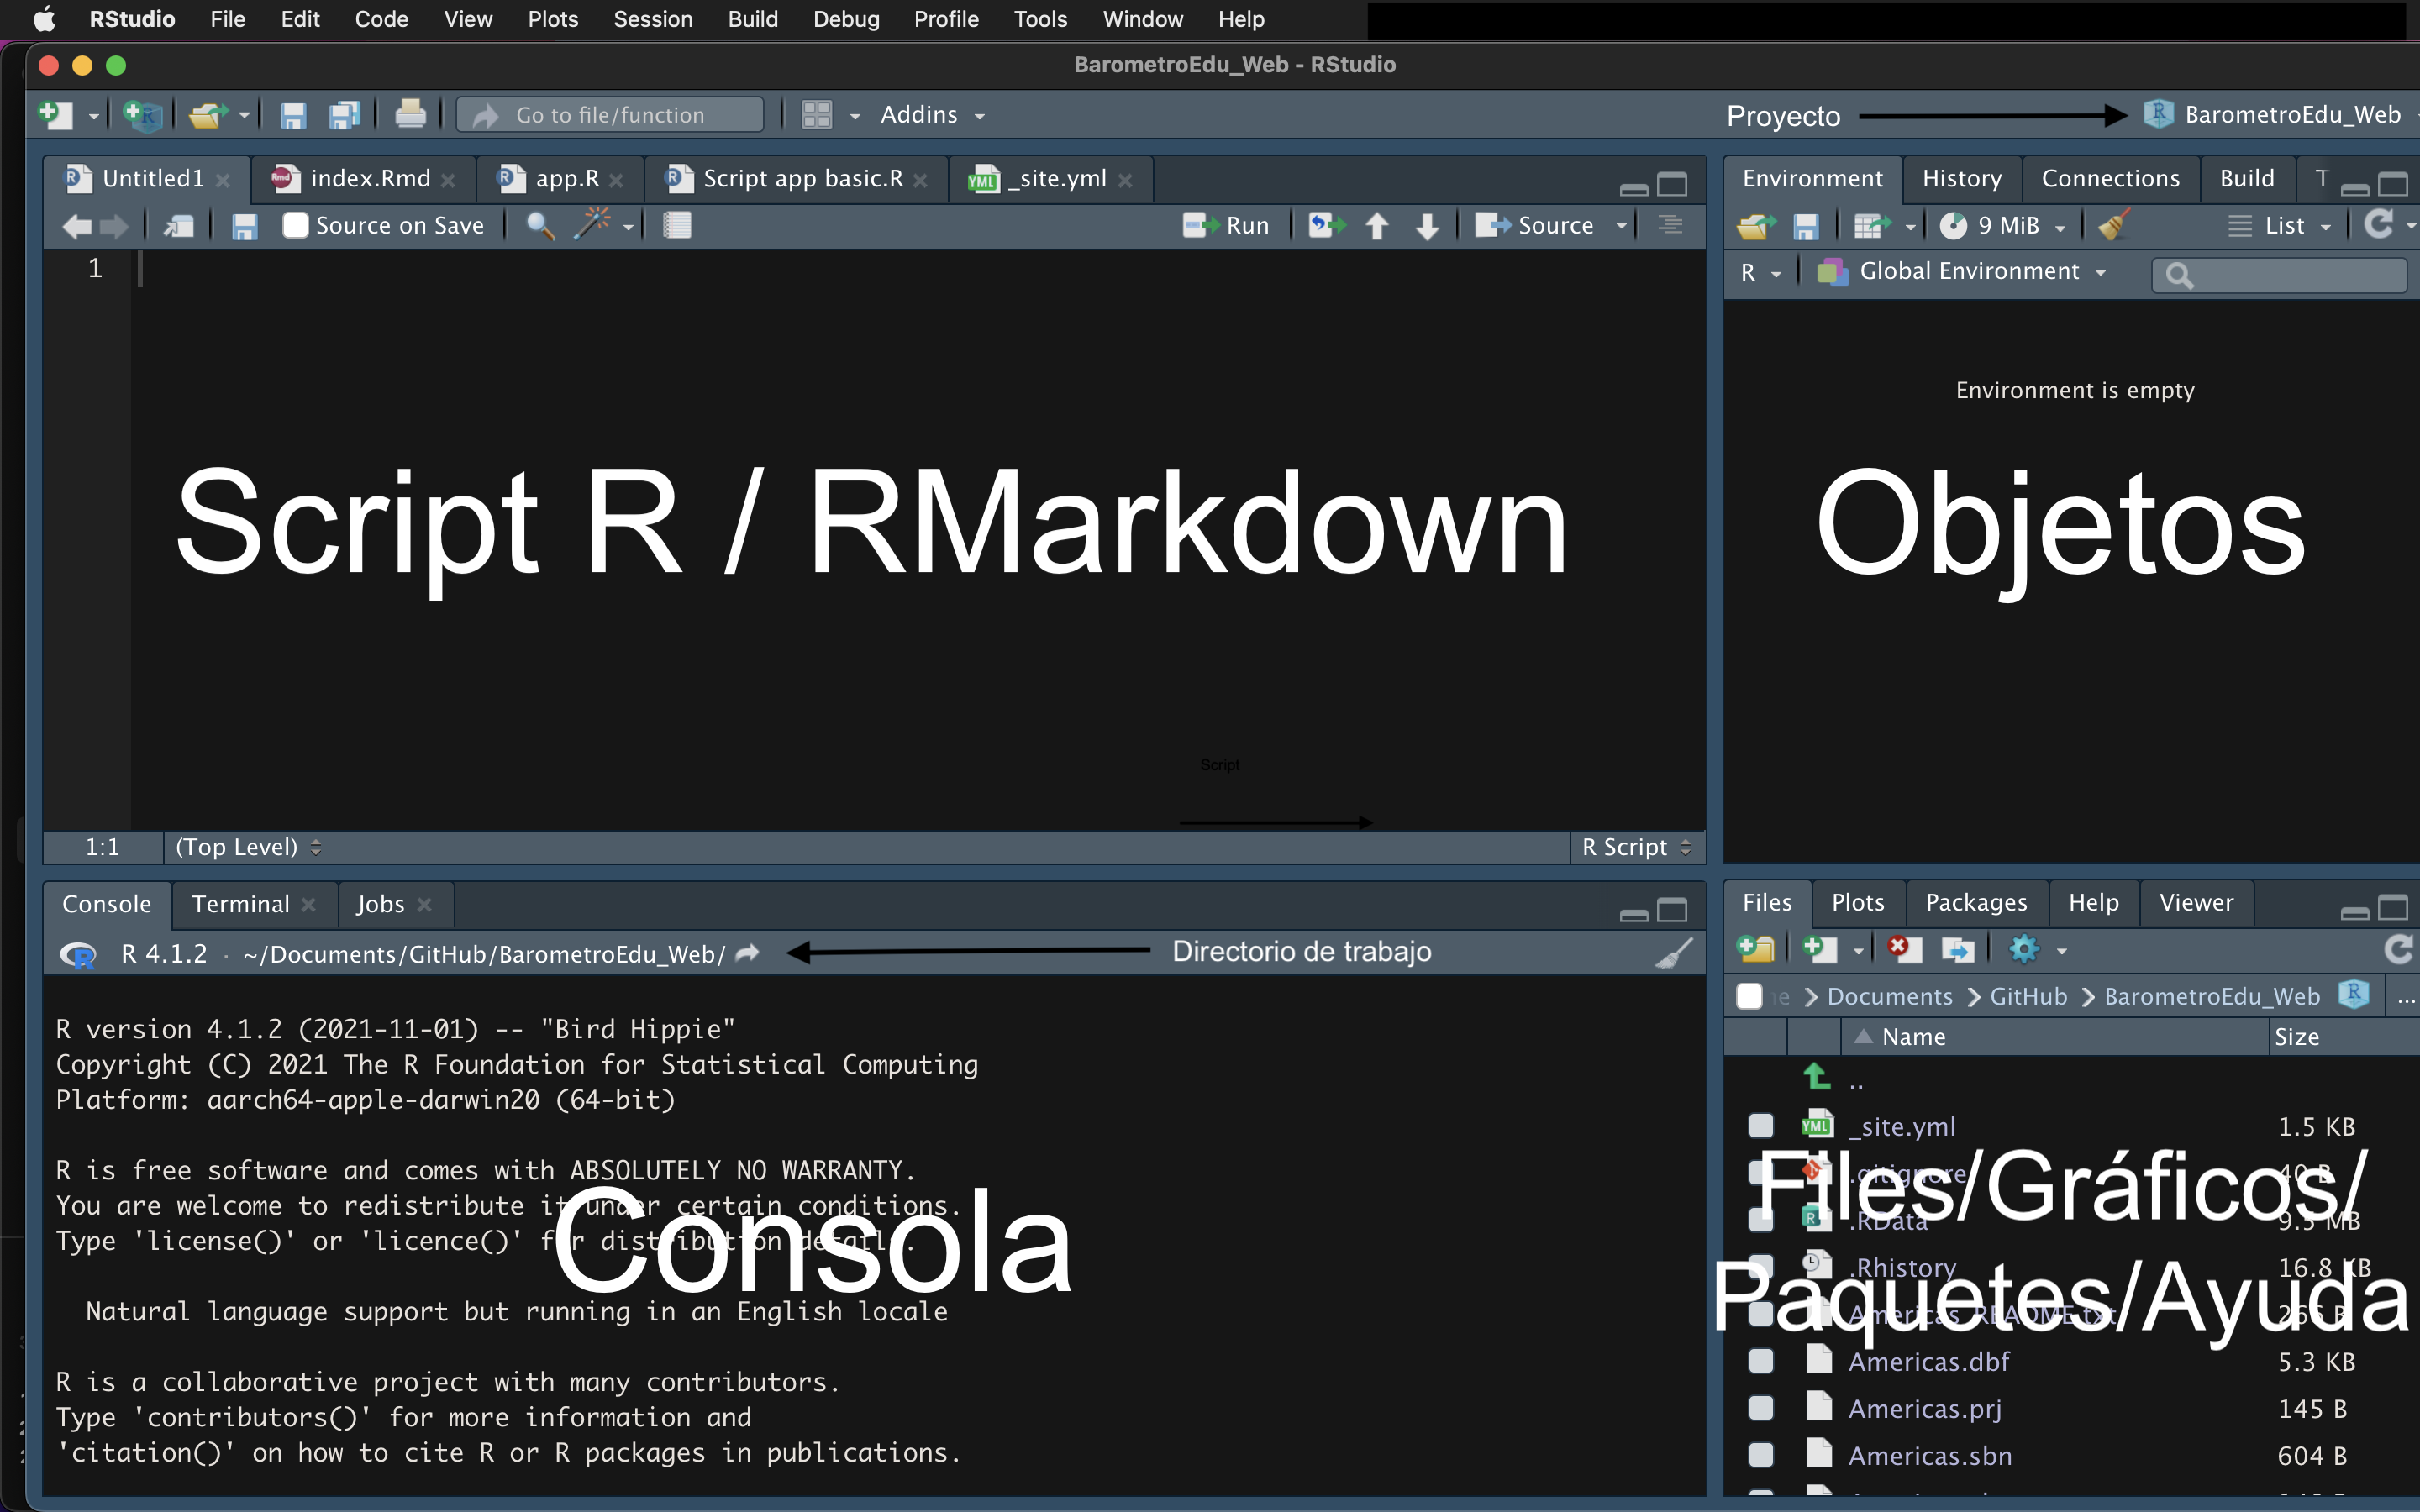 RStudio File Edit Code View Plots Session Build Debug Profile Tools Window Help
BarometroEdu_Web - RStudio
Go to file/function Addins Proyecto BarometroEdu_Web
Untitled1 index.Rmd app.R Script app basic.R _site.yml
Source on Save Run Source
1
Script R / RMarkdown
Script
1:1 (Top Level) R Script
Environment History Connections Build T
9 MiB List
R Global Environment
Environment is empty
Objetos
Console Terminal Jobs
R 4.1.2 · ~/Documents/GitHub/BarometroEdu_Web/ Directorio de trabajo
R version 4.1.2 (2021-11-01) -- "Bird Hippie"
Copyright (C) 2021 The R Foundation for Statistical Computing
Platform: aarch64-apple-darwin20 (64-bit)
R is free software and comes with ABSOLUTELY NO WARRANTY.
You are welcome to redistribute it under certain conditions.
Type 'license()' or 'licence()' for distribution details.
Consola
Natural language support but running in an English locale
R is a collaborative project with many contributors.
Type 'contributors()' for more information and
'citation()' on how to cite R or R packages in publications.
Files Plots Packages Help Viewer
Documents GitHub BarometroEdu_Web ...
Name Size
..
_site.yml 1.5 KB
.gitignore 40 B
Files/Gráficos/
.RData 9.5 MB
.Rhistory 16.8 KB
Paquetes/Ayuda
Americas.dbf 5.3 KB
Americas.prj 145 B
Americas.sbn 604 B